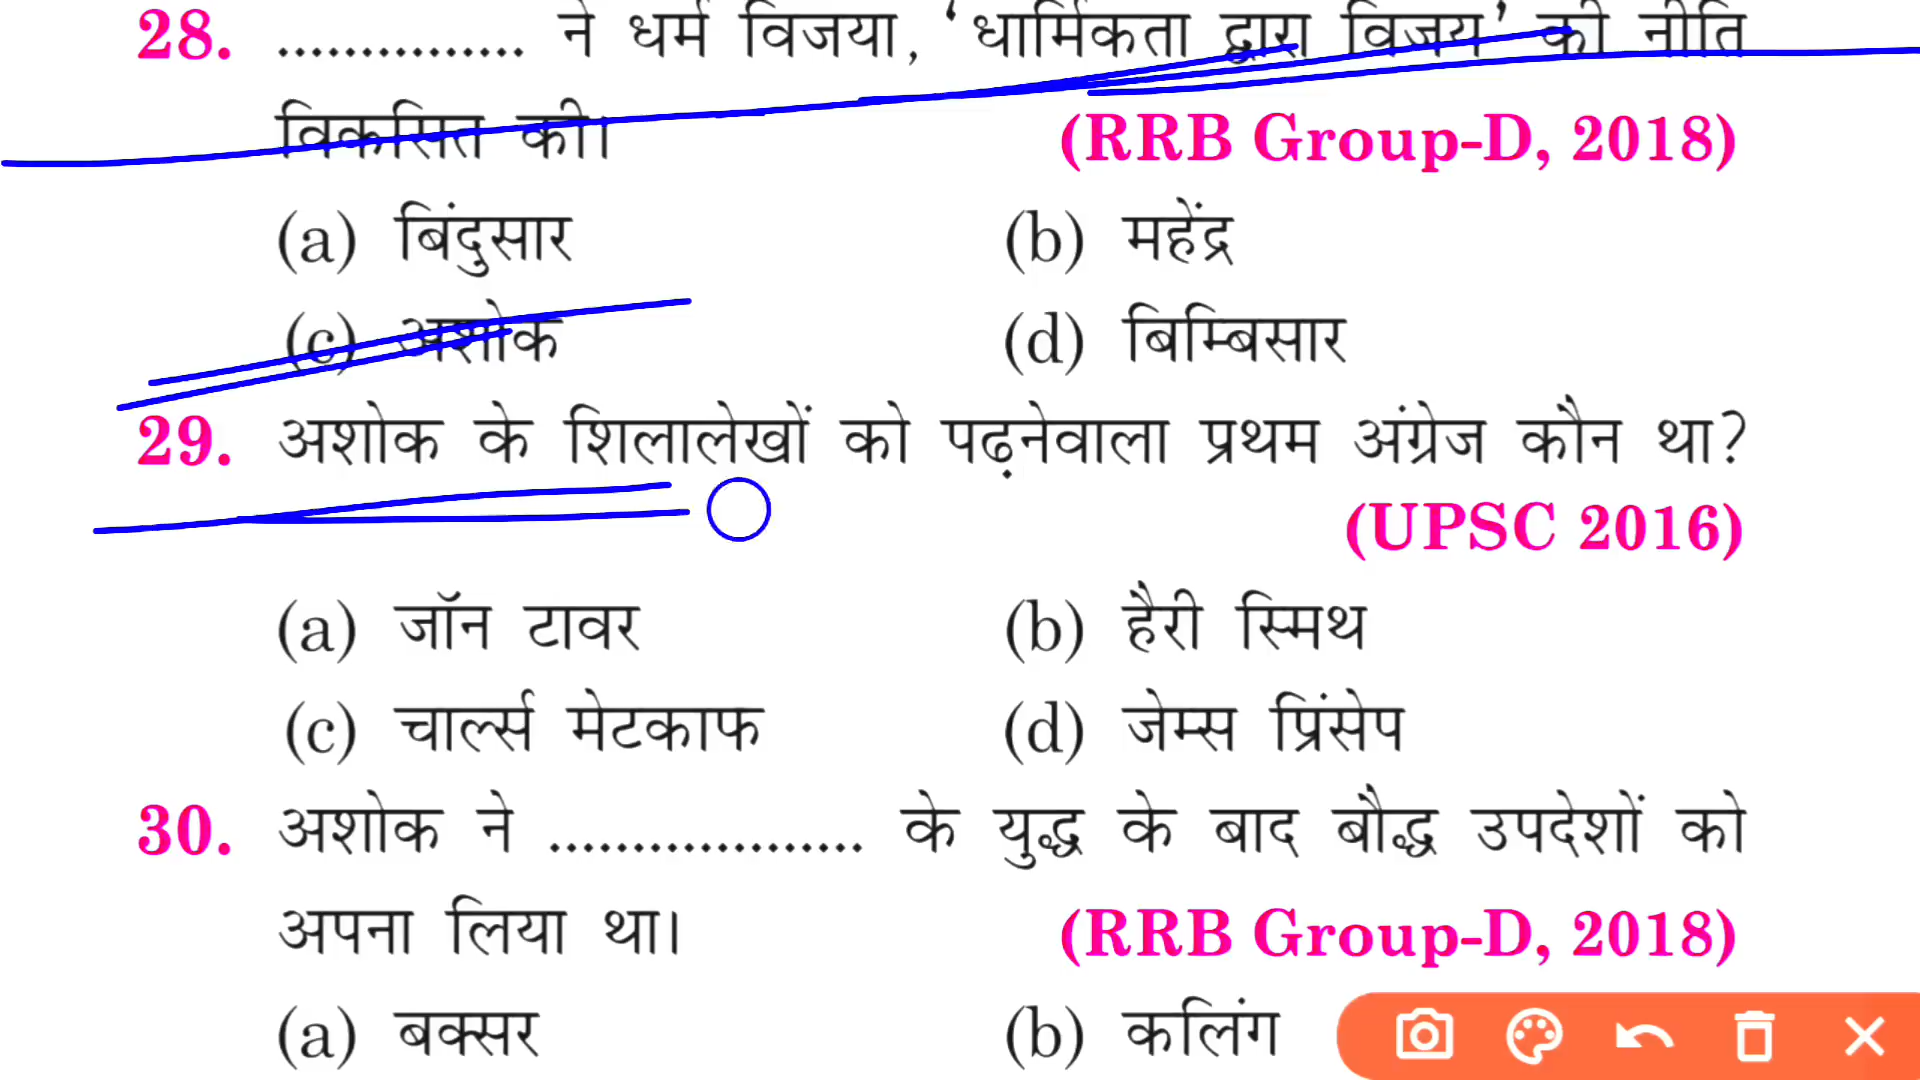 28. ............... ने धर्म विजया, ‘धार्मिकता द्वारा विजय’ की नीति
विकसित की।
(RRB Group-D, 2018)
(a) बिंदुसार (b) महेंद्र
(c) अशोक (d) बिम्बिसार
29. अशोक के शिलालेखों को पढ़नेवाला प्रथम अंग्रेज कौन था?
(UPSC 2016)
(a) जॉन टावर (b) हैरी स्मिथ
(c) चार्ल्स मेटकाफ (d) जेम्स प्रिंसेप
30. अशोक ने ................... के युद्ध के बाद बौद्ध उपदेशों को
अपना लिया था।
(RRB Group-D, 2018)
(a) बक्सर (b) कलिंग